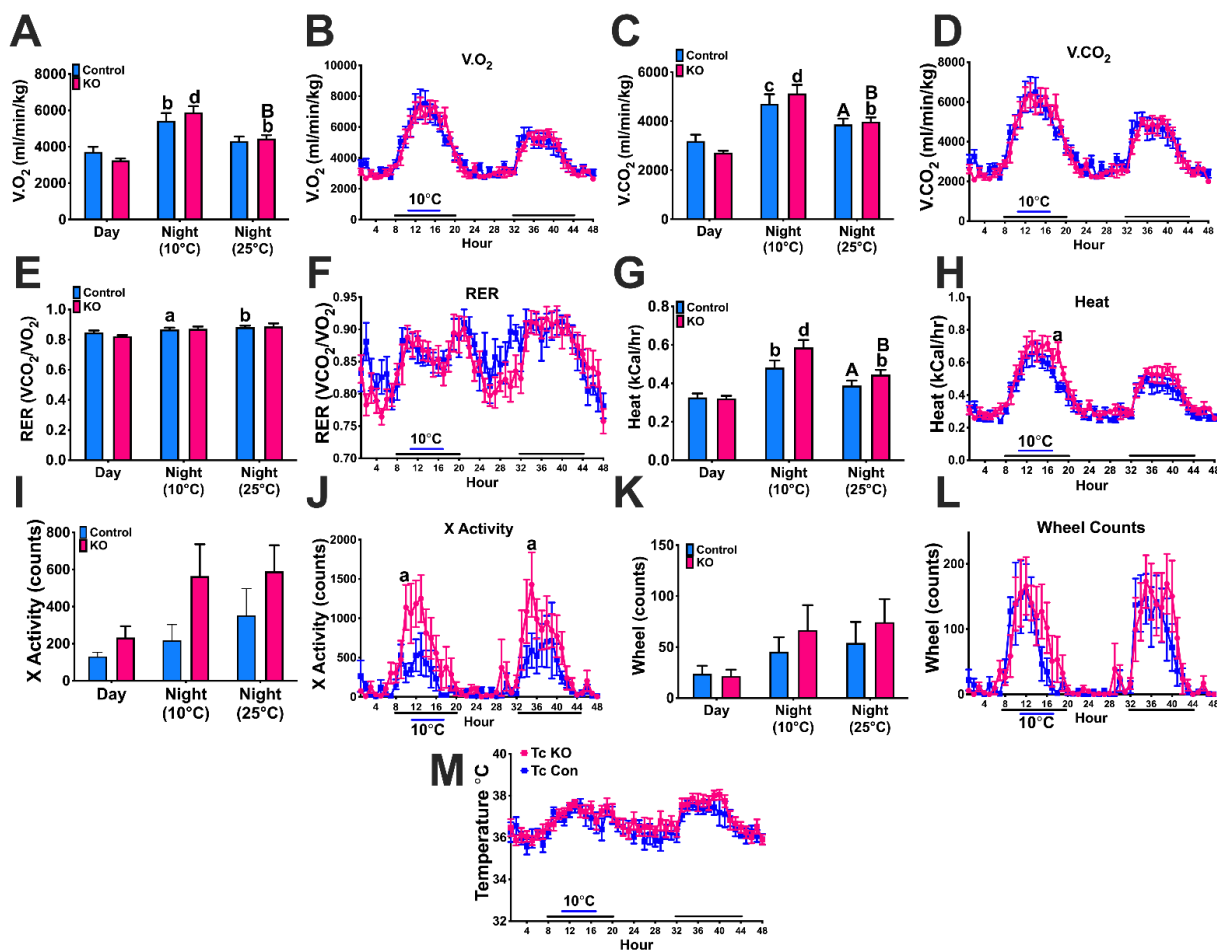 A
Control
KO
V.O2 (ml/min/kg)
8000
6000
4000
2000
0
b
d
B
b
Day
Night
(10°C)
Night
(25°C)
B
V.O2
V.O2 (ml/min/kg)
10000
8000
6000
4000
2000
0
10°C
4 8 12 16 20 24 28 32 36 40 44 48
Hour
C
Control
KO
V.CO2 (ml/min/kg)
6000
4000
2000
0
c
d
A
B
b
Day
Night
(10°C)
Night
(25°C)
D
V.CO2
V.CO2 (ml/min/kg)
8000
6000
4000
2000
0
10°C
4 8 12 16 20 24 28 32 36 40 44 48
Hour
E
Control
KO
RER (VCO2/VO2)
1.0
0.8
0.6
0.4
0.2
0.0
a
b
Day
Night
(10°C)
Night
(25°C)
F
RER
RER (VCO2/VO2)
0.95
0.90
0.85
0.80
0.75
0.70
10°C
4 8 12 16 20 24 28 32 36 40 44 48
Hour
G
Control
KO
Heat (kCal/hr)
0.8
0.6
0.4
0.2
0.0
b
d
A
B
b
Day
Night
(10°C)
Night
(25°C)
H
Heat
Heat (kCal/hr)
1.0
0.8
0.6
0.4
0.2
0.0
a
10°C
4 8 12 16 20 24 28 32 36 40 44 48
Hour
I
Control
KO
X Activity (counts)
800
600
400
200
0
Day
Night
(10°C)
Night
(25°C)
J
X Activity
X Activity (counts)
2000
1500
1000
500
0
a
a
4 8 12 16 20 24 28 32 36 40 44 48
Hour
10°C
K
Control
KO
Wheel (counts)
150
100
50
0
Day
Night
(10°C)
Night
(25°C)
L
Wheel Counts
Wheel (counts)
200
100
0
4 8 12 16 20 24 28 32 36 40 44 48
10°C
Hour
M
Tc KO
Tc Con
Temperature °C
40
38
36
34
32
10°C
4 8 12 16 20 24 28 32 36 40 44 48
Hour